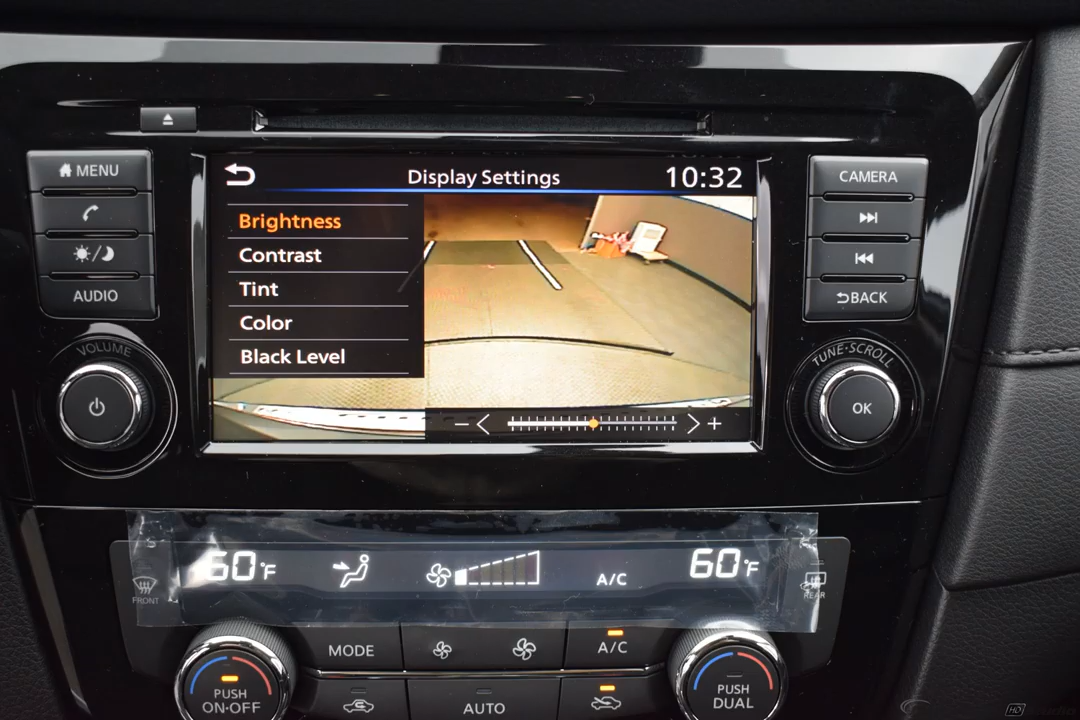 MENU
AUDIO
VOLUME
Display Settings
10:32
Brightness
Contrast
Tint
Color
Black Level
- +
CAMERA
BACK
TUNE·SCROLL
OK
60°F
A/C
60°F
FRONT
REAR
MODE
A/C
PUSH
ON·OFF
AUTO
PUSH
DUAL
HD